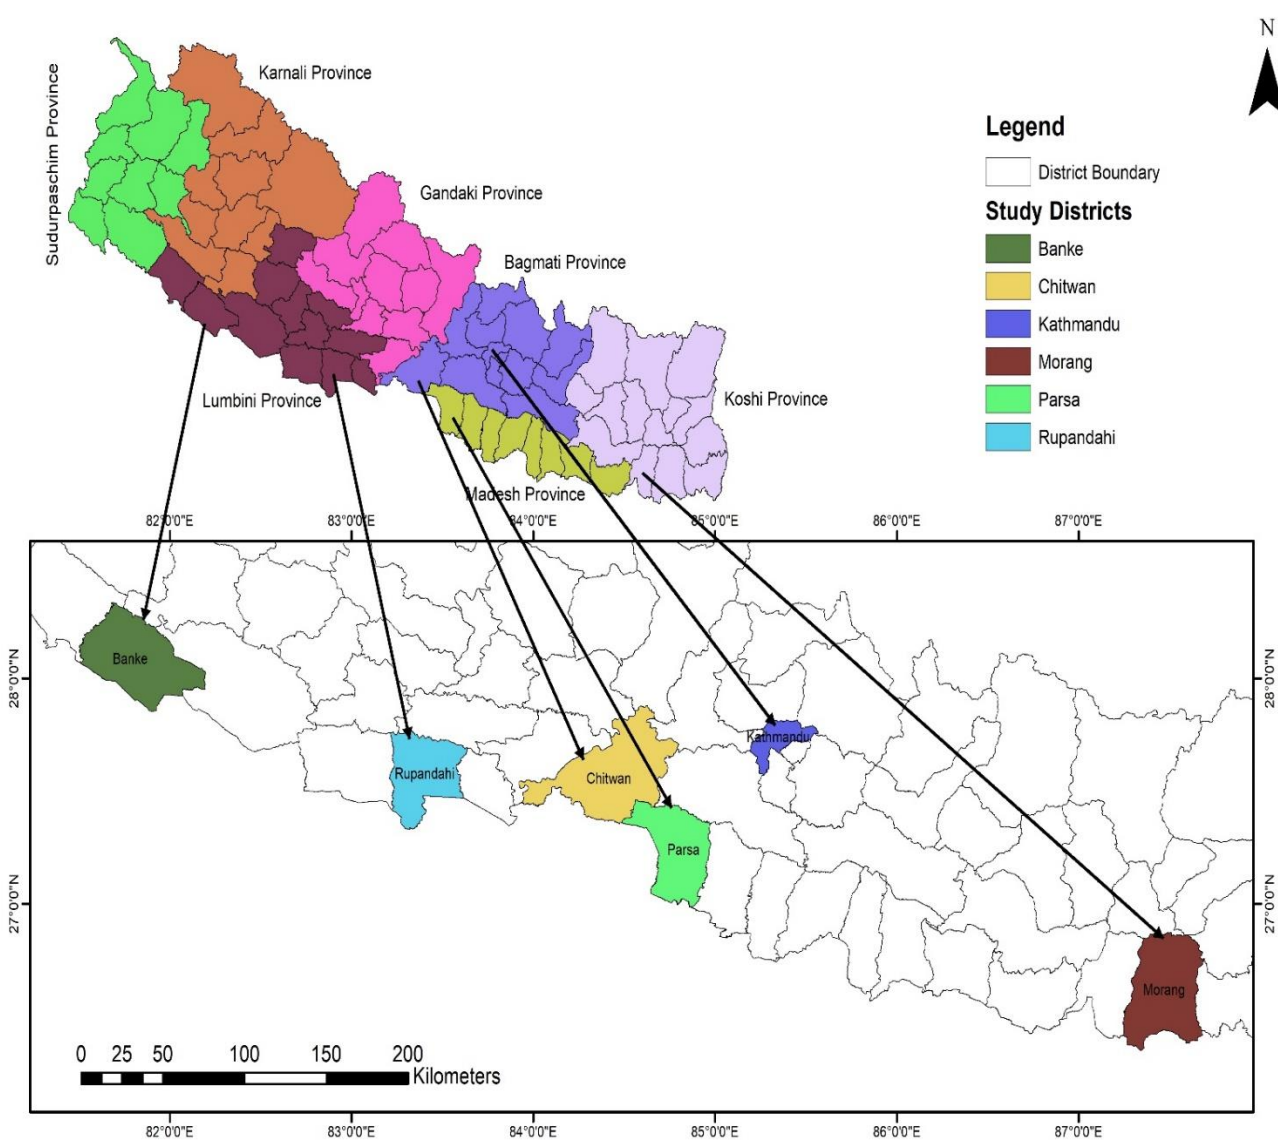 N
Karnali Province
Sudurpaschim Province
Gandaki Province
Bagmati Province
Lumbini Province
Koshi Province
Madesh Province
Legend
District Boundary
Study Districts
Banke
Chitwan
Kathmandu
Morang
Parsa
Rupandahi
82°0'0"E 83°0'0"E 84°0'0"E 85°0'0"E 86°0'0"E 87°0'0"E
Banke
28°0'0"N 28°0'0"N
Kathmandu
Rupandahi
Chitwan
Parsa
27°0'0"N 27°0'0"N
Morang
0 25 50 100 150 200
Kilometers
82°0'0"E 83°0'0"E 84°0'0"E 85°0'0"E 86°0'0"E 87°0'0"E